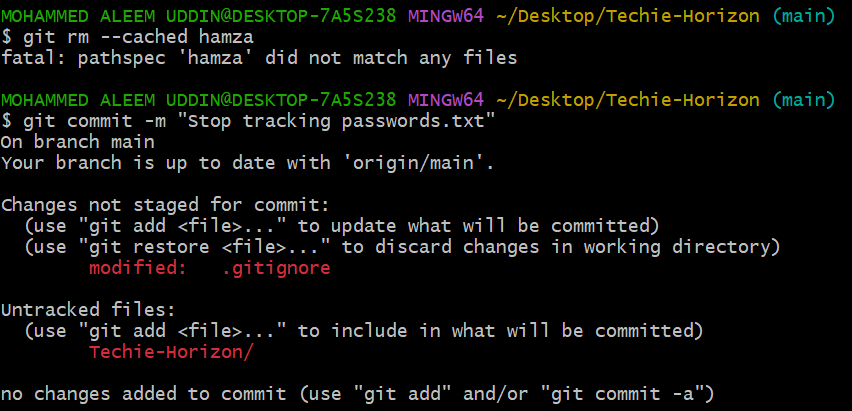 MOHAMMED ALEEM UDDIN@DESKTOP-7A5S238 MINGW64 ~/Desktop/Techie-Horizon (main)
$ git rm --cached hamza
fatal: pathspec 'hamza' did not match any files

MOHAMMED ALEEM UDDIN@DESKTOP-7A5S238 MINGW64 ~/Desktop/Techie-Horizon (main)
$ git commit -m "Stop tracking passwords.txt"
On branch main
Your branch is up to date with 'origin/main'.

Changes not staged for commit:
  (use "git add <file>..." to update what will be committed)
  (use "git restore <file>..." to discard changes in working directory)
        modified:   .gitignore

Untracked files:
  (use "git add <file>..." to include in what will be committed)
        Techie-Horizon/

no changes added to commit (use "git add" and/or "git commit -a")